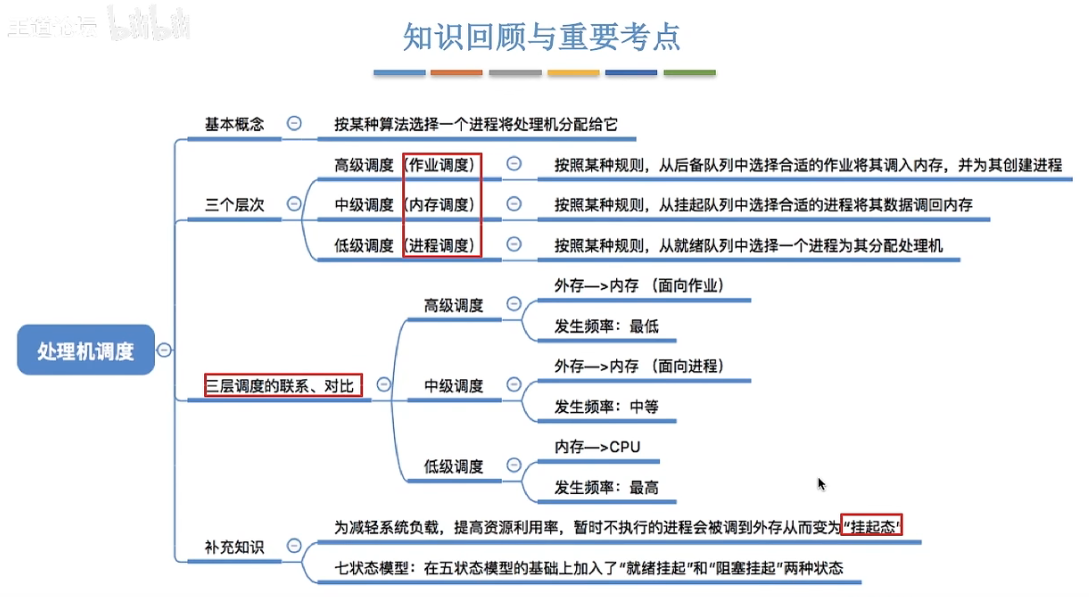 王道论坛 bilibili
知识回顾与重要考点
处理机调度
基本概念
按某种算法选择一个进程将处理机分配给它
三个层次
高级调度（作业调度）
按照某种规则，从后备队列中选择合适的作业将其调入内存，并为其创建进程
中级调度（内存调度）
按照某种规则，从挂起队列中选择合适的进程将其数据调回内存
低级调度（进程调度）
按照某种规则，从就绪队列中选择一个进程为其分配处理机
三层调度的联系、对比
高级调度
外存—>内存 （面向作业）
发生频率：最低
中级调度
外存—>内存 （面向进程）
发生频率：中等
低级调度
内存—>CPU
发生频率：最高
补充知识
为减轻系统负载，提高资源利用率，暂时不执行的进程会被调到外存从而变为“挂起态”
七状态模型：在五状态模型的基础上加入了“就绪挂起”和“阻塞挂起”两种状态